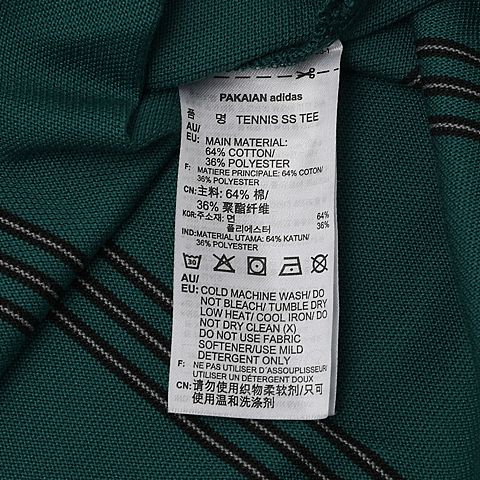 PAKAIAN adidas
품 명 TENNIS SS TEE
AU/
EU: MAIN MATERIAL:
64% COTTON/
36% POLYESTER
F: MATIERE PRINCIPALE: 64% COTON/
36% POLYESTER
CN: 主料: 64% 棉/
36% 聚酯纤维
KOR: 주소재: 면 64%
폴리에스터 36%
IND: MATERIAL UTAMA: 64% KATUN/
36% POLYESTER
30
AU/
EU: COLD MACHINE WASH/ DO
NOT BLEACH/ TUMBLE DRY
LOW HEAT/ COOL IRON/ DO
NOT DRY CLEAN (X)
DO NOT USE FABRIC
SOFTENER/USE MILD
DETERGENT ONLY
F: NE PAS UTILISER D'ASSOUPLISSEUR/
UTILISER UN DÉTERGENT DOUX
CN: 请勿使用织物柔软剂/只可
使用温和洗涤剂